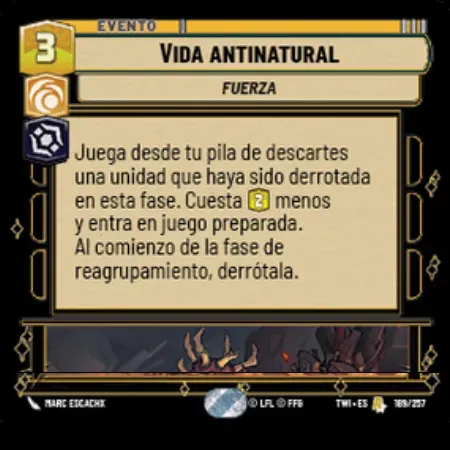 EVENTO
3
VIDA ANTINATURAL
FUERZA
Juega desde tu pila de descartes
una unidad que haya sido derrotada
en esta fase. Cuesta 2 menos
y entra en juego preparada.
Al comienzo de la fase de
reagrupamiento, derrótala.
MARC ESCACHX
© LFL © FFG
TWI • ES
169/257